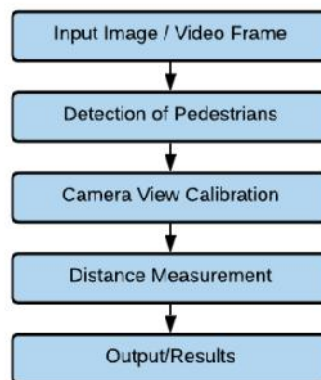 Input Image / Video Frame
Detection of Pedestrians
Camera View Calibration
Distance Measurement
Output/Results